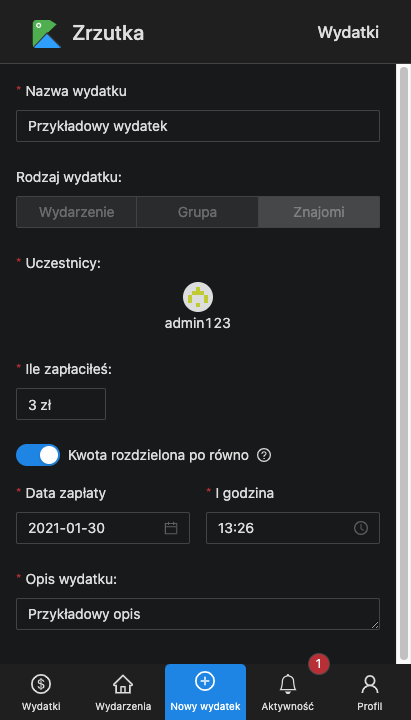 Zrzutka
Wydatki
* Nazwa wydatku
Przykładowy wydatek
Rodzaj wydatku:
Wydarzenie Grupa Znajomi
* Uczestnicy:
admin123
* Ile zapłaciłeś:
3 zł
Kwota rozdzielona po równo ?
* Data zapłaty * I godzina
2021-01-30 13:26
* Opis wydatku:
Przykładowy opis
1
Wydatki Wydarzenia Nowy wydatek Aktywność Profil